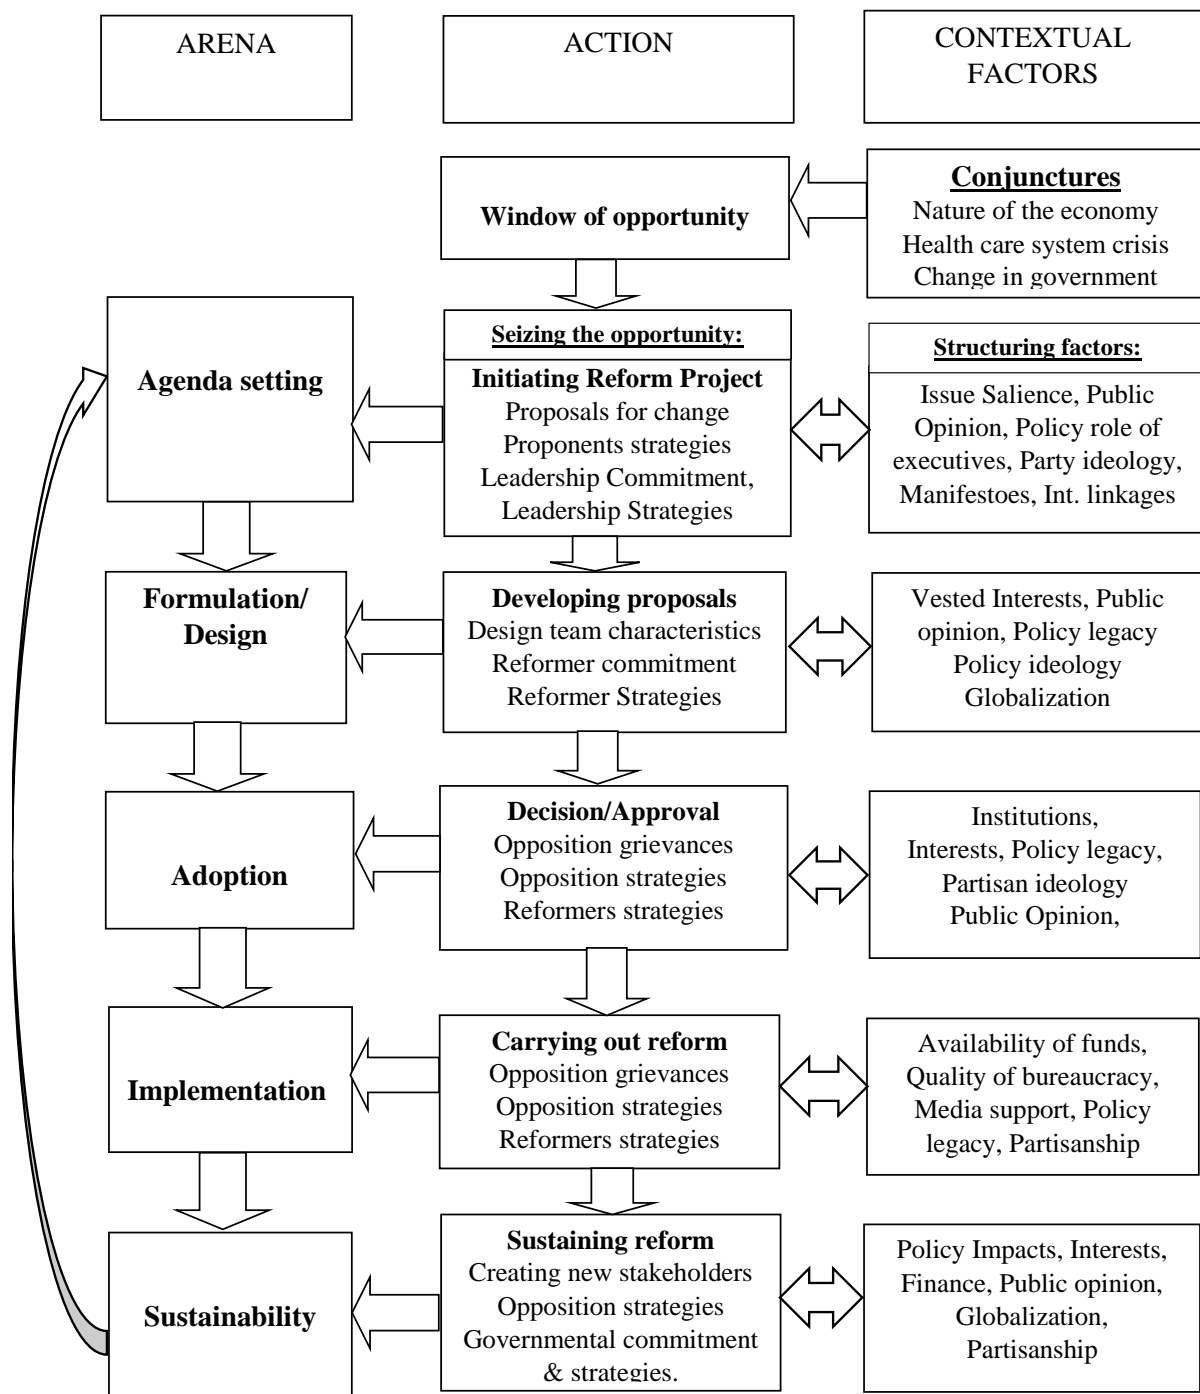 ARENA
ACTION
CONTEXTUAL
FACTORS
Window of opportunity
Conjunctures
Nature of the economy
Health care system crisis
Change in government
Agenda setting
Seizing the opportunity:
Initiating Reform Project
Proposals for change
Proponents strategies
Leadership Commitment,
Leadership Strategies
Structuring factors:
Issue Salience, Public
Opinion, Policy role of
executives, Party ideology,
Manifestoes, Int. linkages
Formulation/
Design
Developing proposals
Design team characteristics
Reformer commitment
Reformer Strategies
Vested Interests, Public
opinion, Policy legacy
Policy ideology
Globalization
Adoption
Decision/Approval
Opposition grievances
Opposition strategies
Reformers strategies
Institutions,
Interests, Policy legacy,
Partisan ideology
Public Opinion,
Implementation
Carrying out reform
Opposition grievances
Opposition strategies
Reformers strategies
Availability of funds,
Quality of bureaucracy,
Media support, Policy
legacy, Partisanship
Sustainability
Sustaining reform
Creating new stakeholders
Opposition strategies
Governmental commitment
& strategies.
Policy Impacts, Interests,
Finance, Public opinion,
Globalization,
Partisanship